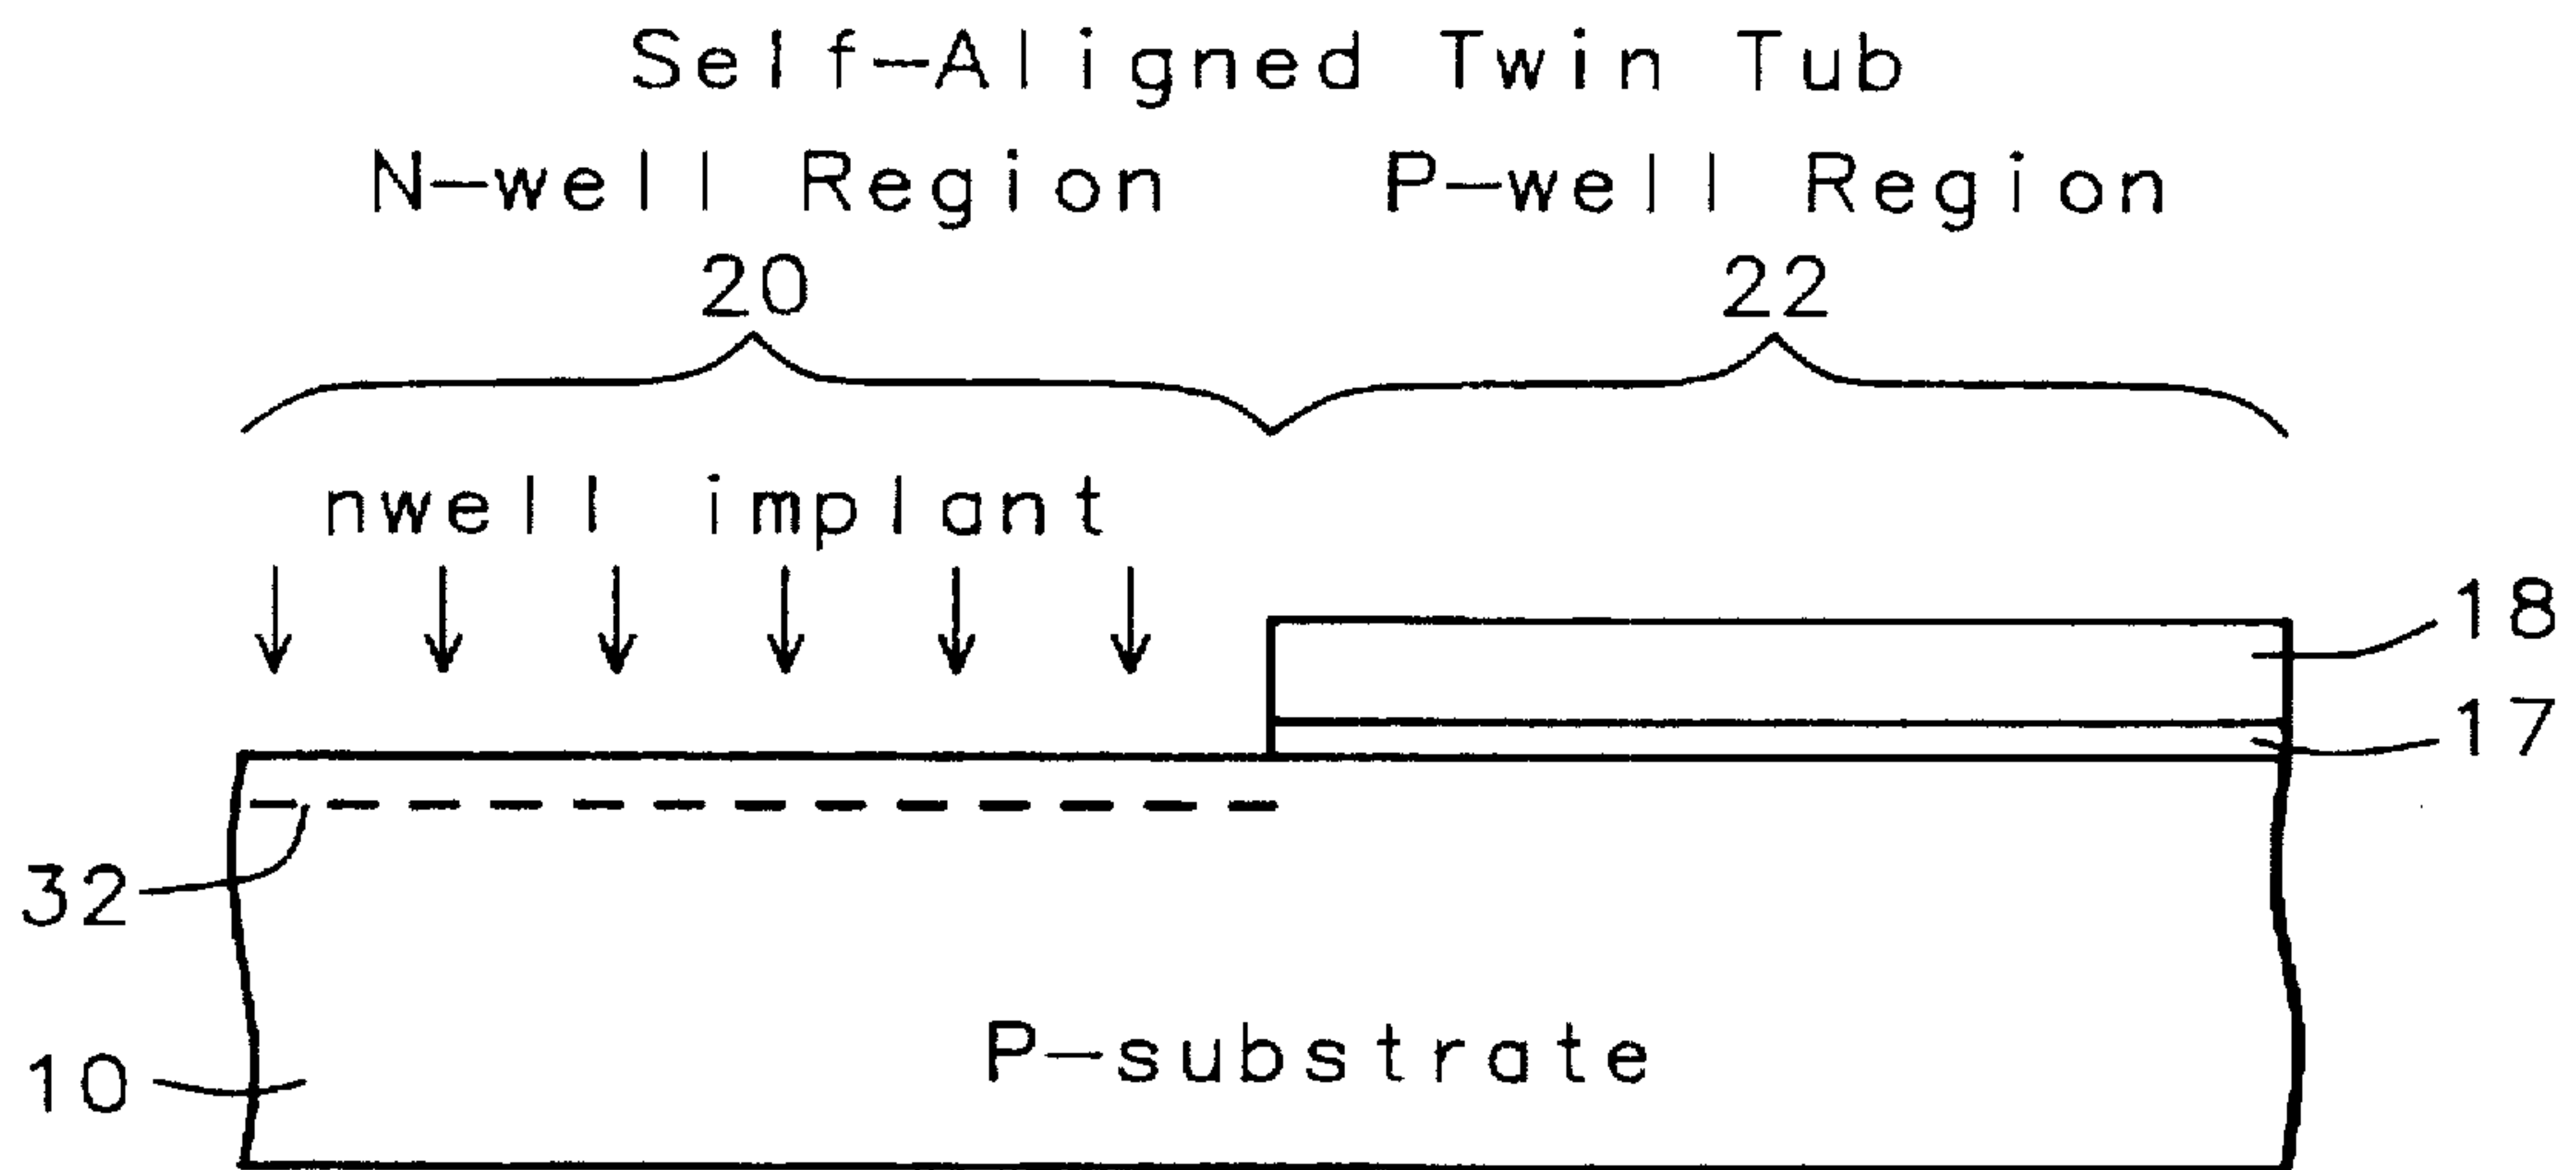 Self-Aligned Twin Tub
N-well Region P-well Region
20 22
nwell implant
18
17
32
P-substrate
10